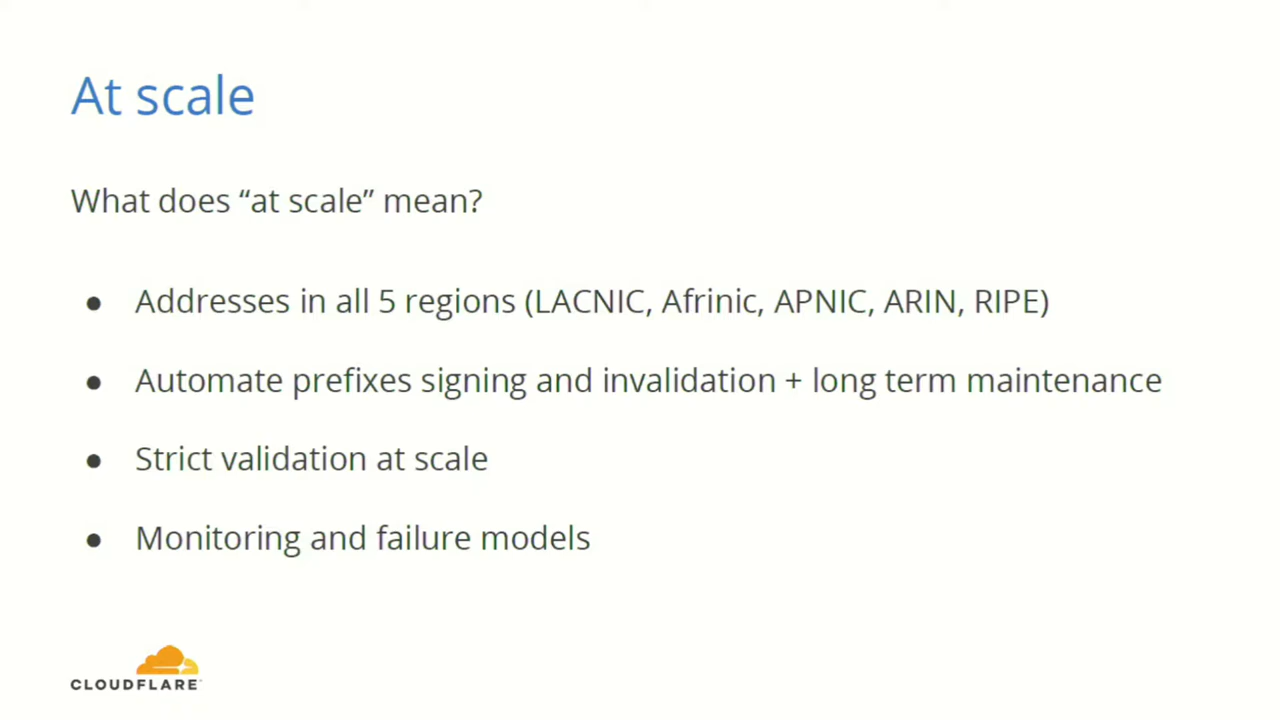 At scale
What does “at scale” mean?
● Addresses in all 5 regions (LACNIC, Afrinic, APNIC, ARIN, RIPE)
● Automate prefixes signing and invalidation + long term maintenance
● Strict validation at scale
● Monitoring and failure models
CLOUDFLARE